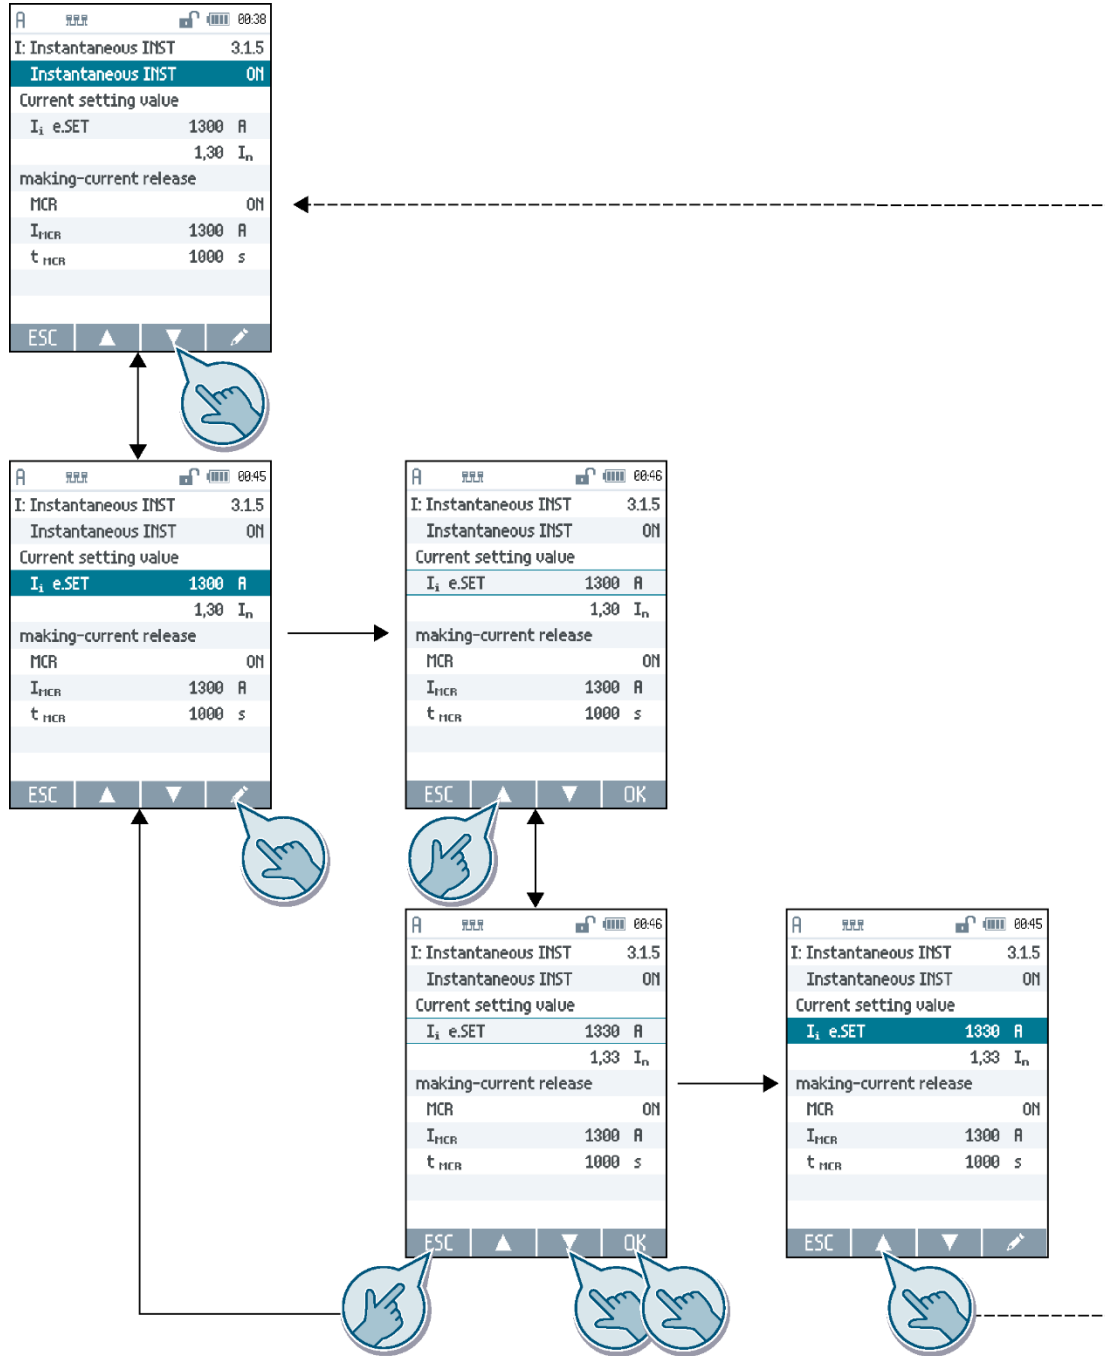 A 00:38
I: Instantaneous INST 3.1.5
Instantaneous INST ON
Current setting value
Ii e.SET 1300 A
1,30 In
making-current release
MCR ON
IMCR 1300 A
t MCR 1000 s
ESC
A 00:45
I: Instantaneous INST 3.1.5
Instantaneous INST ON
Current setting value
Ii e.SET 1300 A
1,30 In
making-current release
MCR ON
IMCR 1300 A
t MCR 1000 s
ESC
A 00:46
I: Instantaneous INST 3.1.5
Instantaneous INST ON
Current setting value
Ii e.SET 1300 A
1,30 In
making-current release
MCR ON
IMCR 1300 A
t MCR 1000 s
ESC OK
A 00:46
I: Instantaneous INST 3.1.5
Instantaneous INST ON
Current setting value
Ii e.SET 1330 A
1,33 In
making-current release
MCR ON
IMCR 1300 A
t MCR 1000 s
ESC OK
A 00:45
I: Instantaneous INST 3.1.5
Instantaneous INST ON
Current setting value
Ii e.SET 1330 A
1,33 In
making-current release
MCR ON
IMCR 1300 A
t MCR 1000 s
ESC